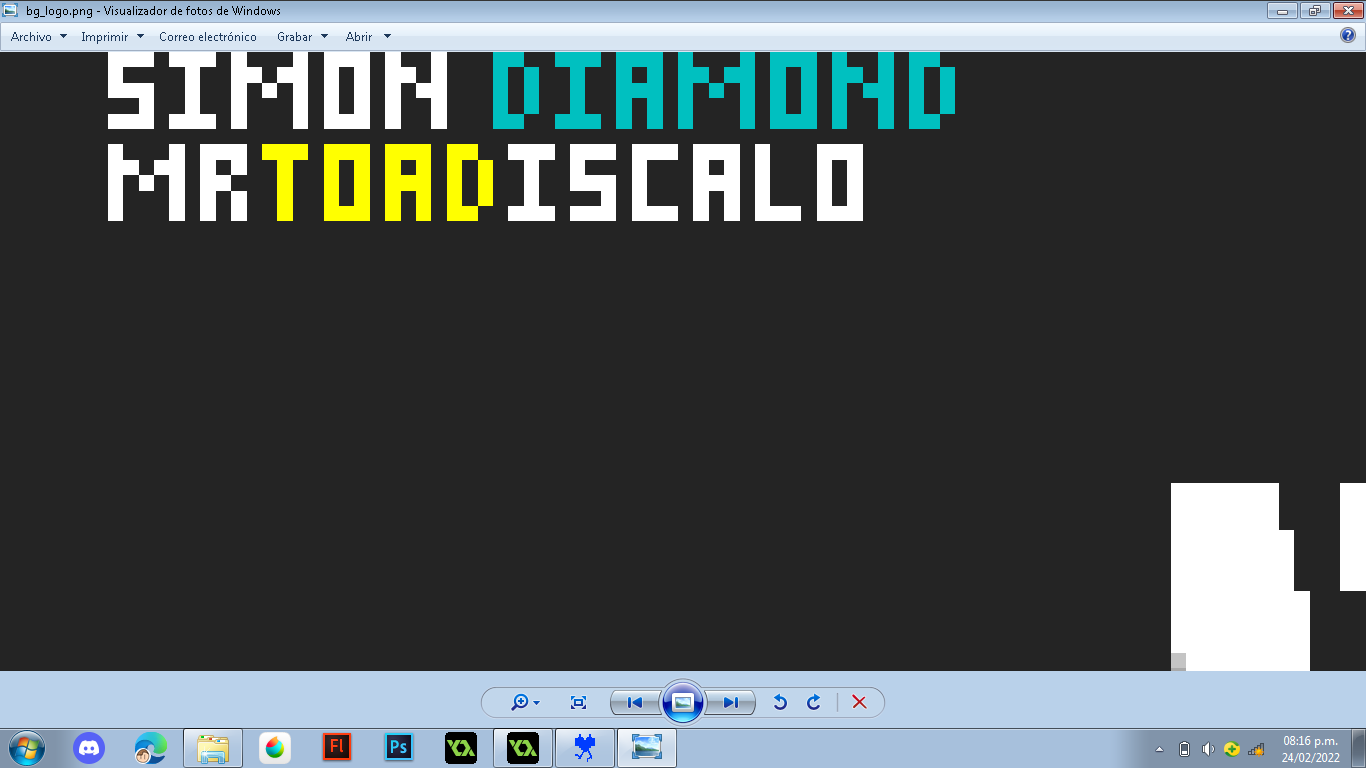 bg_logo.png - Visualizador de fotos de Windows
Archivo Imprimir Correo electrónico Grabar Abrir
SIMON DIAMOND
MRTOADISCALO
Fl Ps
08:16 p.m.
24/02/2022